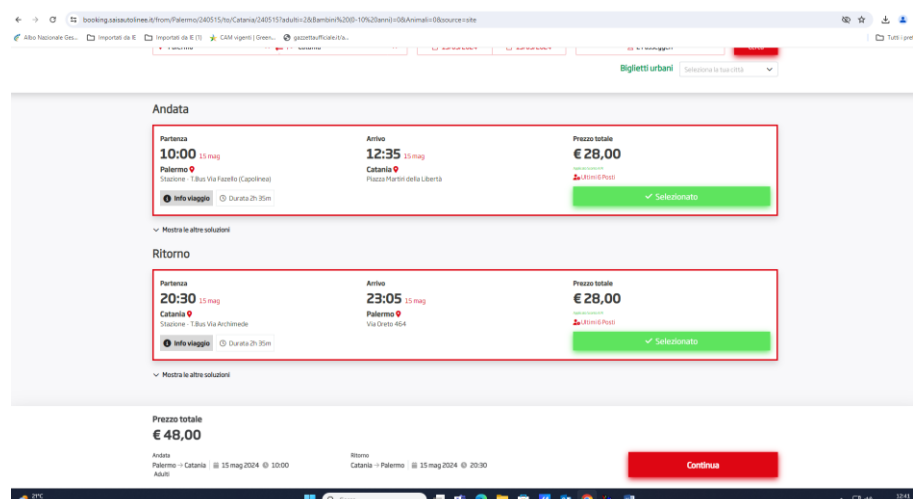 booking.saisautolinee.it/from/Palermo/240515/to/Catania/240515?adulti=2&Bambini%20(0-10%20anni)=0&Animali=0&source=site
Albo Nazionale Ges... Importati da IE Importati da IE (1) CAM vigenti | Green... gazzettaufficiale.it/a... Tutti i pref
Biglietti urbani Seleziona la tua città
Andata
Partenza Arrivo Prezzo totale
10:00 15 mag 12:35 15 mag € 28,00
Palermo Catania
Stazione - T.Bus Via Fazello (Capolinea) Piazza Martiri della Libertà Ultimi 6 Posti
Info viaggio Durata 2h 35m Selezionato
Mostra le altre soluzioni
Ritorno
Partenza Arrivo Prezzo totale
20:30 15 mag 23:05 15 mag € 28,00
Catania Palermo
Stazione - T.Bus Via Archimede Via Oreto 464 Ultimi 6 Posti
Info viaggio Durata 2h 35m Selezionato
Mostra le altre soluzioni
Prezzo totale
€ 48,00
Andata Ritorno
Palermo → Catania 15 mag 2024 10:00 Catania → Palermo 15 mag 2024 20:30 Continua
Adulti
21°C 12:41